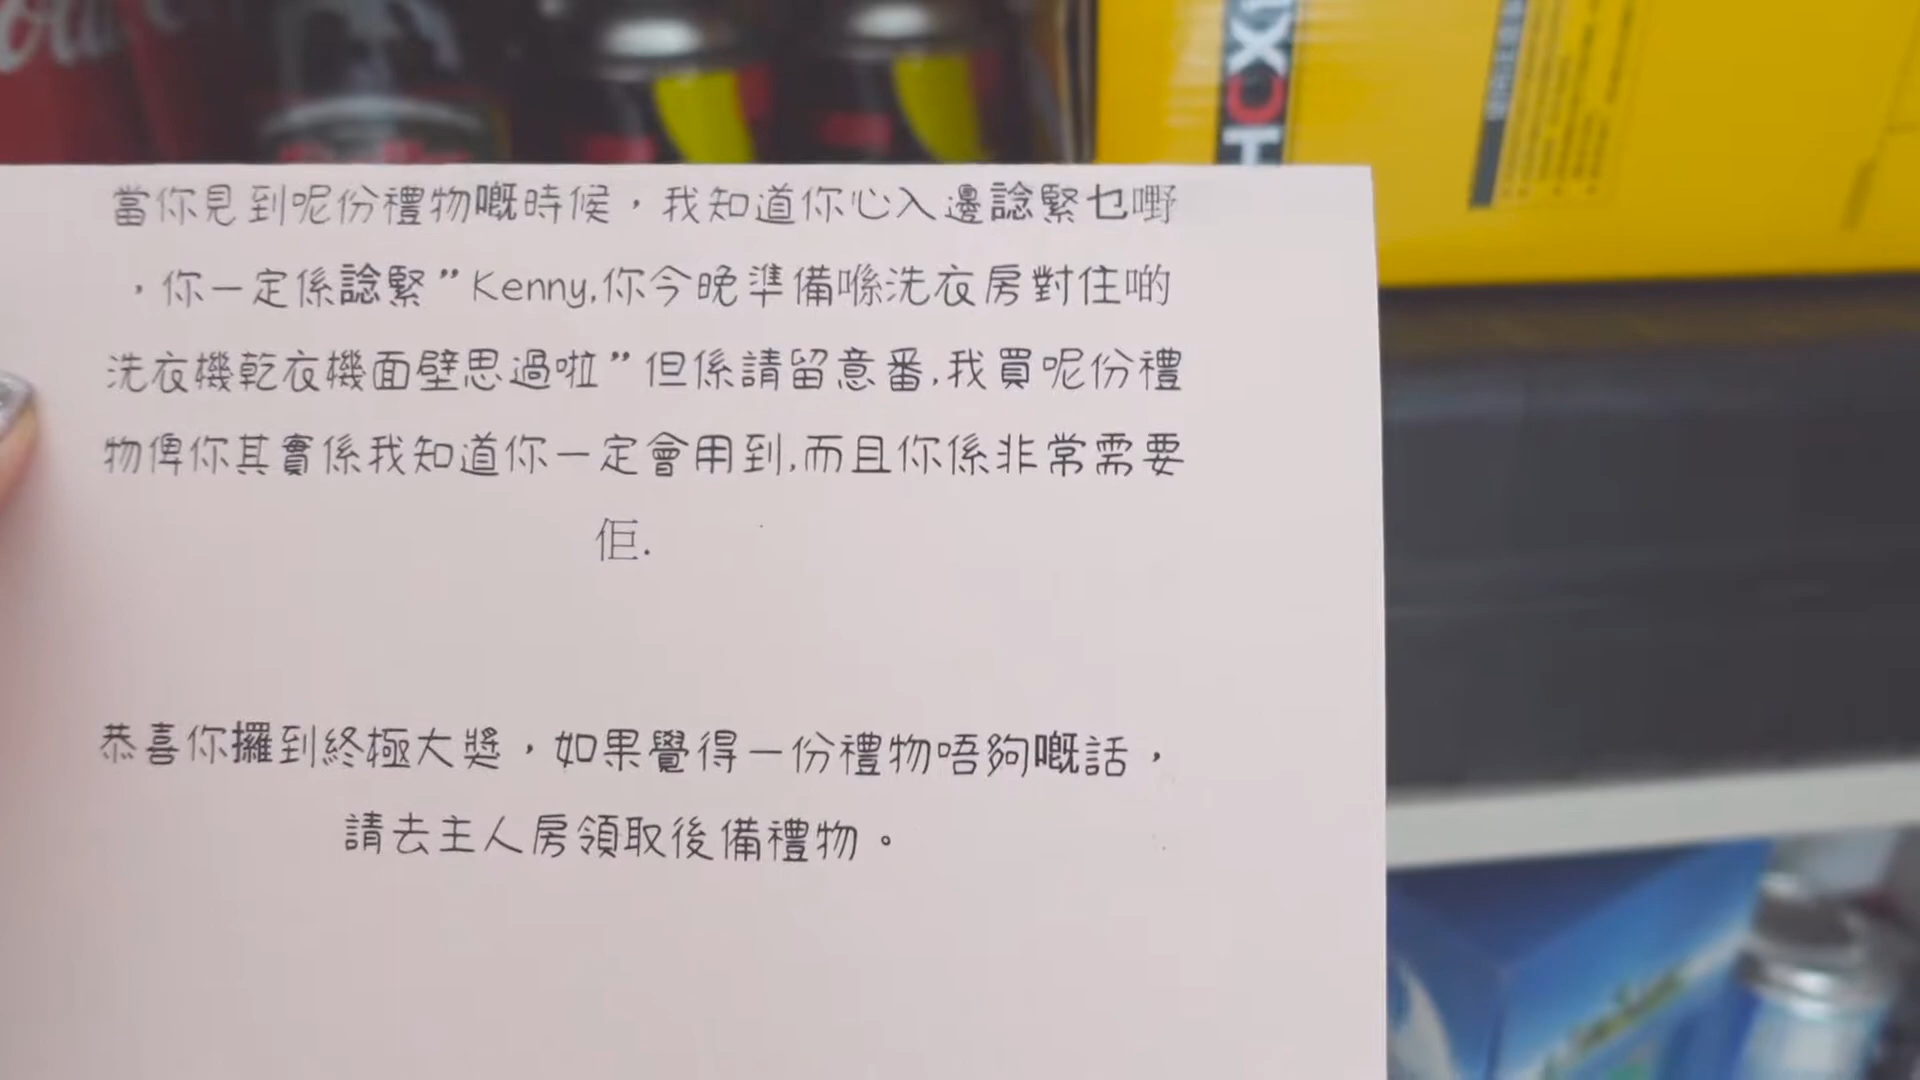 當你見到呢份禮物嘅時候，我知道你心入邊諗緊乜嘢
，你一定係諗緊”Kenny,你今晚準備喺洗衣房對住啲
洗衣機乾衣機面壁思過啦”但係請留意番,我買呢份禮
物俾你其實係我知道你一定會用到,而且你係非常需要
佢.
恭喜你攞到終極大獎，如果覺得一份禮物唔夠嘅話，
請去主人房領取後備禮物。